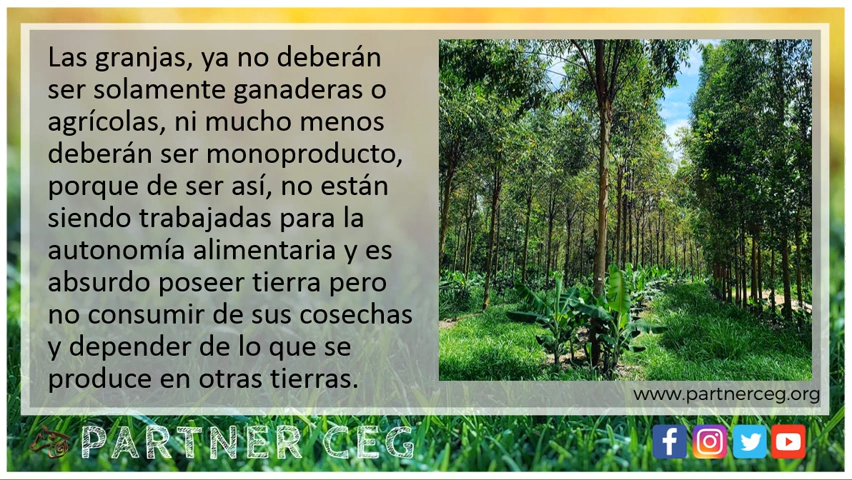 Las granjas, ya no deberán
ser solamente ganaderas o
agrícolas, ni mucho menos
deberán ser monoproducto,
porque de ser así, no están
siendo trabajadas para la
autonomía alimentaria y es
absurdo poseer tierra pero
no consumir de sus cosechas
y depender de lo que se
produce en otras tierras.
www.partnerceg.org
PARTNER CEG